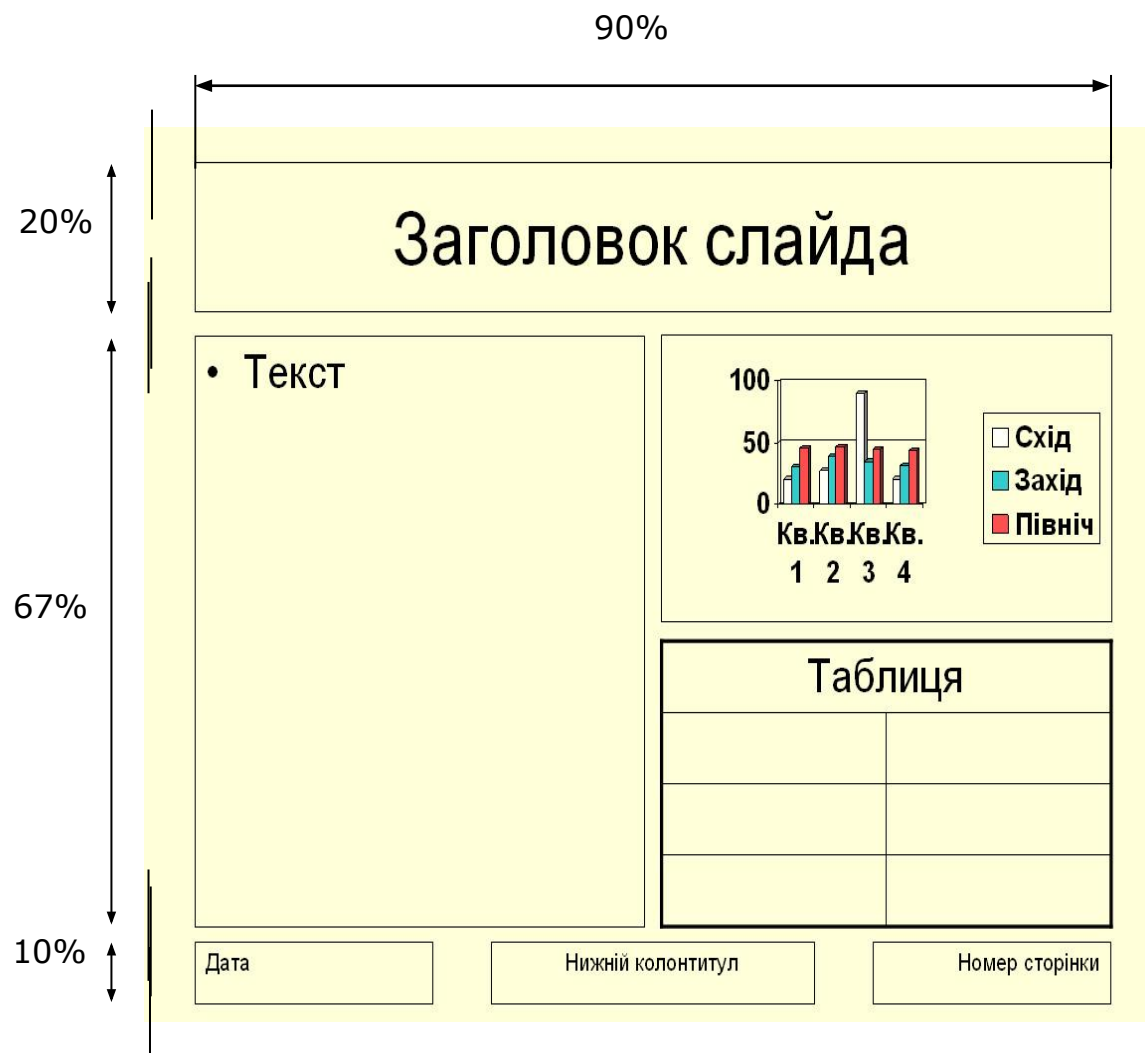 90%
20%
Заголовок слайда
67%
• Текст
100
50
0
Кв. Кв. Кв. Кв.
1 2 3 4
Схід
Захід
Північ
Таблиця
10%
Дата
Нижній колонтитул
Номер сторінки